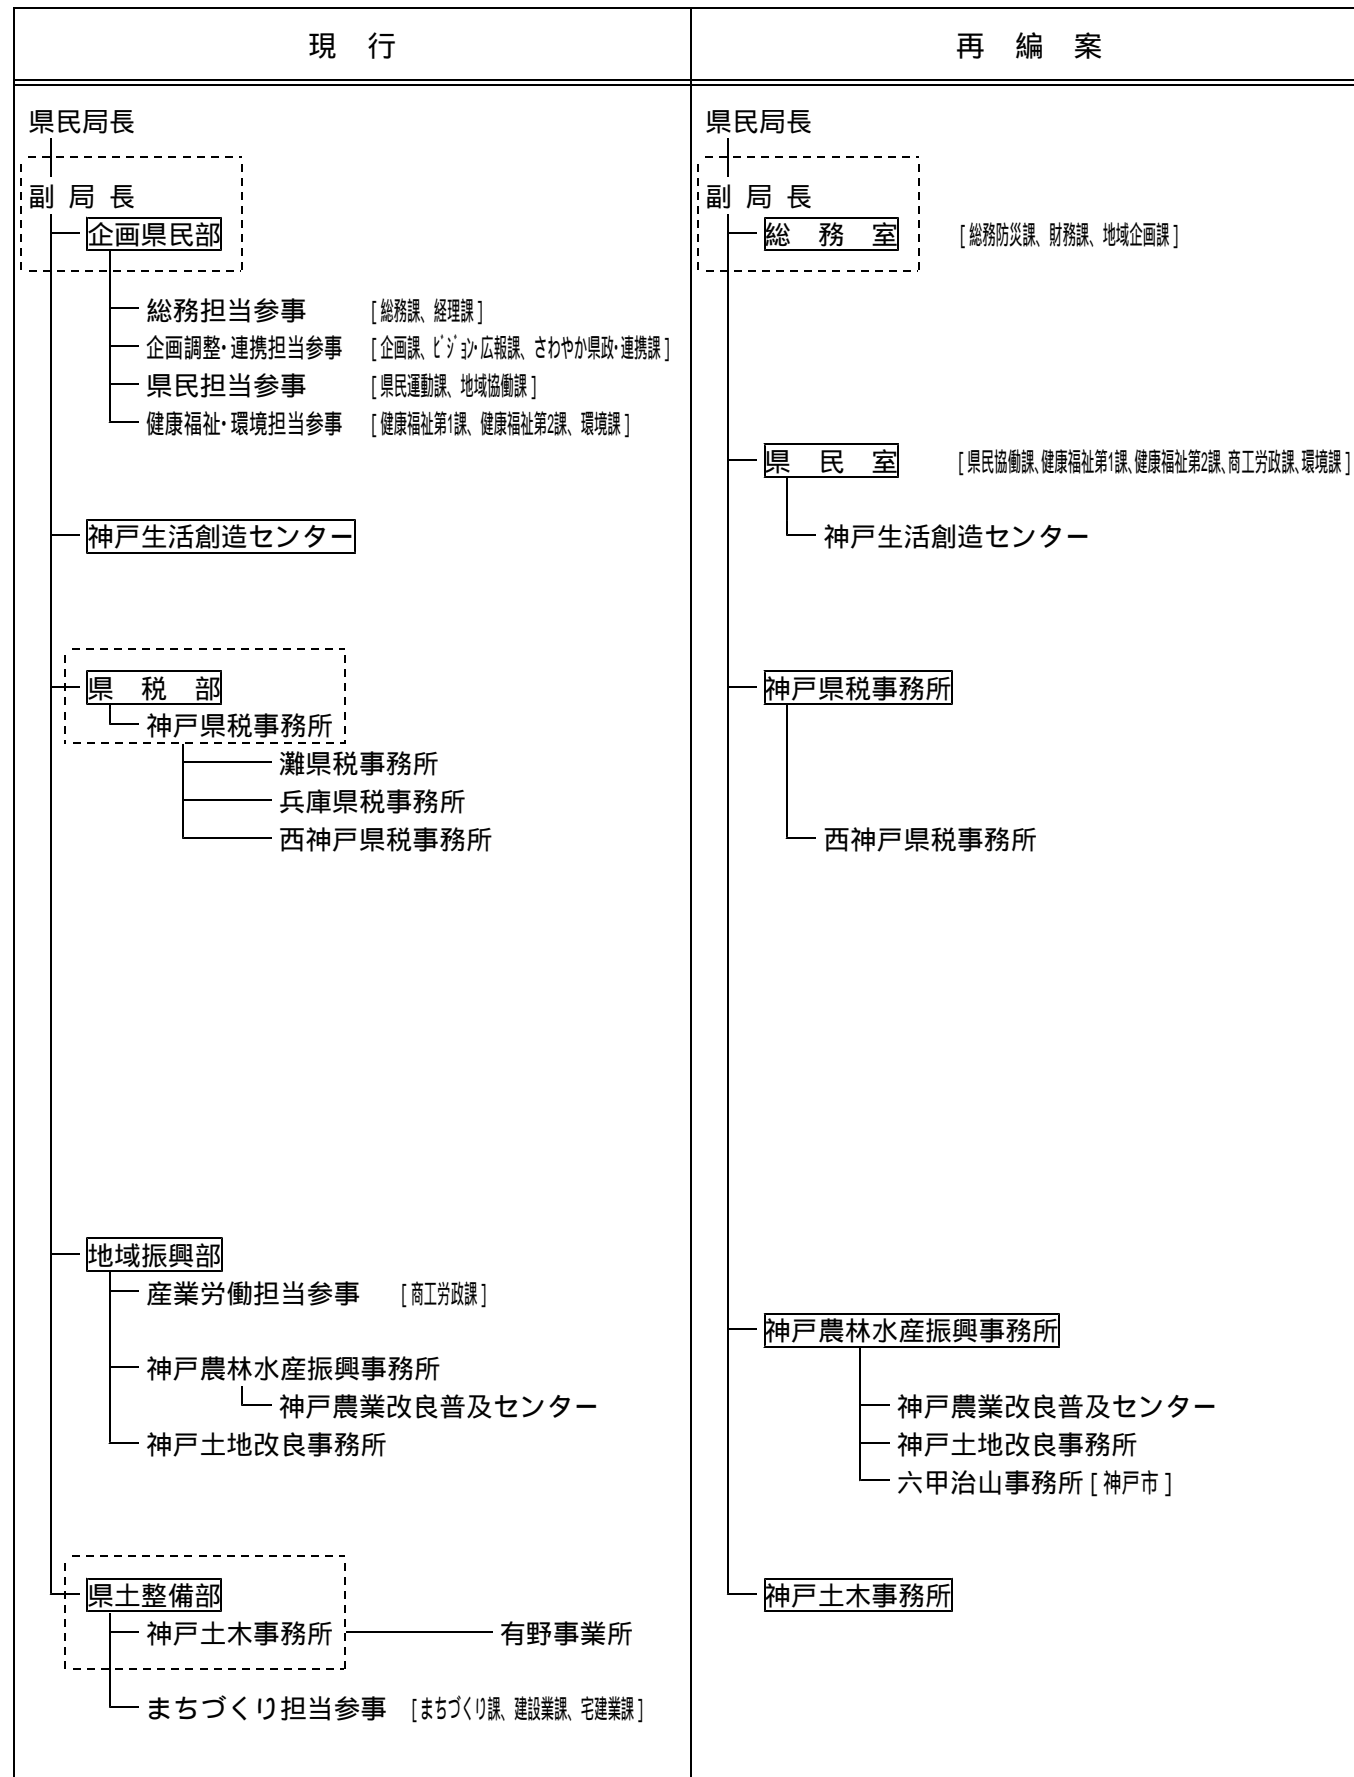 現　行
県民局長
副 局 長
企画県民部
総務担当参事　[ 総務課、経理課 ]
企画調整・連携担当参事　[ 企画課、ビジョン・広報課、さわやか県政・連携課 ]
県民担当参事　[ 県民運動課、地域協働課 ]
健康福祉・環境担当参事　[ 健康福祉第1課、健康福祉第2課、環境課 ]
神戸生活創造センター
県　税　部
神戸県税事務所
灘県税事務所
兵庫県税事務所
西神戸県税事務所
地域振興部
産業労働担当参事　[ 商工労政課 ]
神戸農林水産振興事務所
神戸農業改良普及センター
神戸土地改良事務所
県土整備部
神戸土木事務所　有野事業所
まちづくり担当参事　[ まちづくり課、建設業課、宅建業課 ]
再　編　案
県民局長
副 局 長
総　務　室　[ 総務防災課、財務課、地域企画課 ]
県　民　室　[ 県民協働課、健康福祉第1課、健康福祉第2課、商工労政課、環境課 ]
神戸生活創造センター
神戸県税事務所
西神戸県税事務所
神戸農林水産振興事務所
神戸農業改良普及センター
神戸土地改良事務所
六甲治山事務所 [ 神戸市 ]
神戸土木事務所